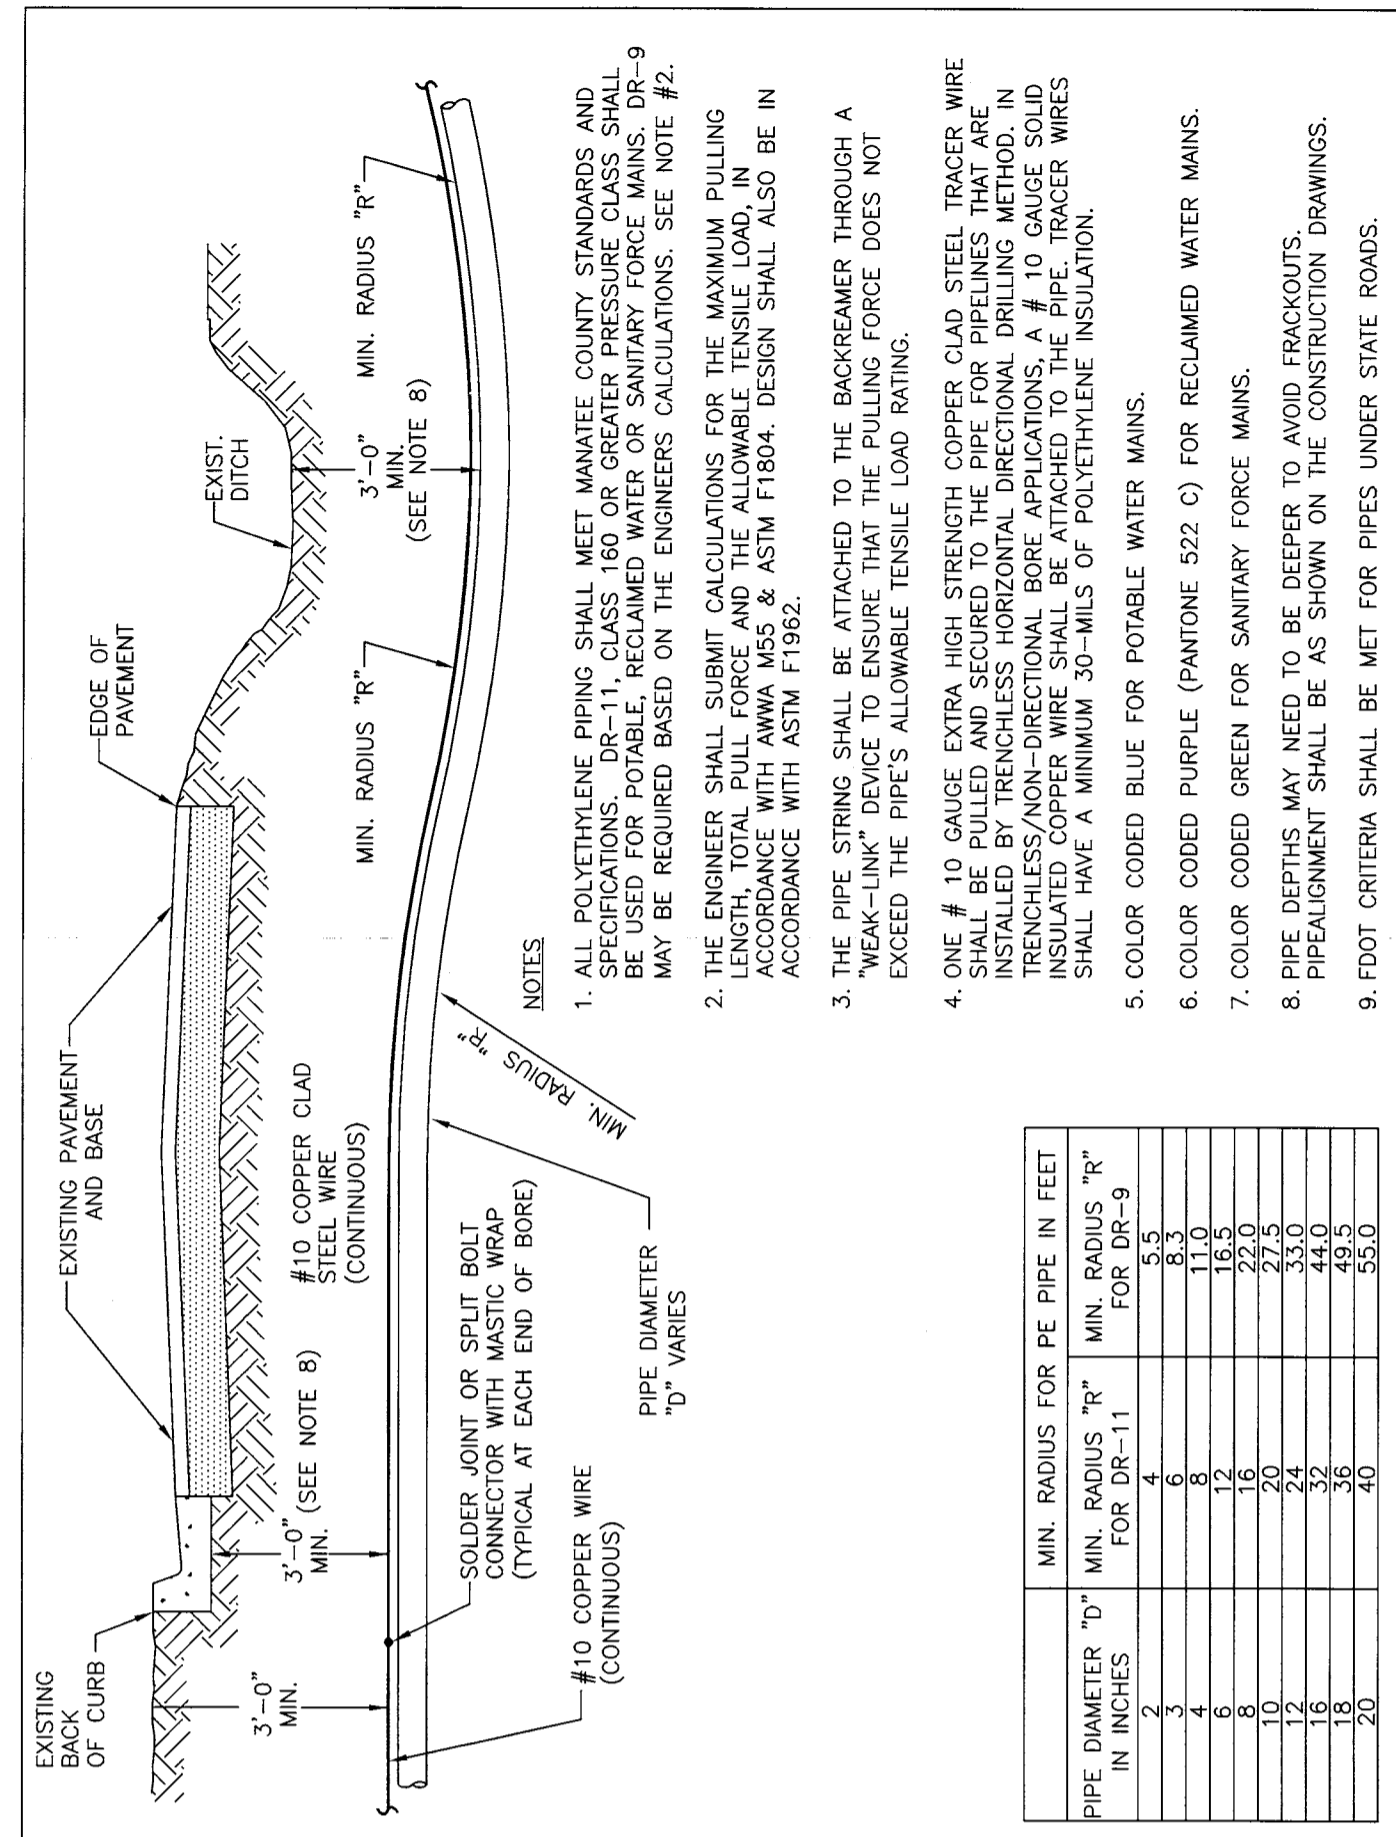 EXISTING
BACK
OF CURB
3'-0"
MIN.
3'-0"
MIN.
(SEE NOTE 8)
EXISTING PAVEMENT
AND BASE
#10 COPPER CLAD
STEEL WIRE
(CONTINUOUS)
EDGE OF
PAVEMENT
EXIST.
DITCH
MIN. RADIUS "R"
3'-0"
MIN.
(SEE NOTE 8)
MIN. RADIUS "R"
MIN. RADIUS "R"
SOLDER JOINT OR SPLIT BOLT
CONNECTOR WITH MASTIC WRAP
(TYPICAL AT EACH END OF BORE)
#10 COPPER WIRE
(CONTINUOUS)
PIPE DIAMETER
"D" VARIES
NOTES
1. ALL POLYETHYLENE PIPING SHALL MEET MANATEE COUNTY STANDARDS AND
SPECIFICATIONS. DR-11, CLASS 160 OR GREATER PRESSURE CLASS SHALL
BE USED FOR POTABLE, RECLAIMED WATER OR SANITARY FORCE MAINS. DR-9
MAY BE REQUIRED BASED ON THE ENGINEERS CALCULATIONS. SEE NOTE #2.
2. THE ENGINEER SHALL SUBMIT CALCULATIONS FOR THE MAXIMUM PULLING
LENGTH, TOTAL PULL FORCE AND THE ALLOWABLE TENSILE LOAD, IN
ACCORDANCE WITH AWWA M55 & ASTM F1804. DESIGN SHALL ALSO BE IN
ACCORDANCE WITH ASTM F1962.
3. THE PIPE STRING SHALL BE ATTACHED TO THE BACKREAMER THROUGH A
"WEAK-LINK" DEVICE TO ENSURE THAT THE PULLING FORCE DOES NOT
EXCEED THE PIPE'S ALLOWABLE TENSILE LOAD RATING.
4. ONE # 10 GAUGE EXTRA HIGH STRENGTH COPPER CLAD STEEL TRACER WIRE
SHALL BE PULLED AND SECURED TO THE PIPE FOR PIPELINES THAT ARE
INSTALLED BY TRENCHLESS HORIZONTAL DIRECTIONAL DRILLING METHOD. IN
TRENCHLESS/NON-DIRECTIONAL BORE APPLICATIONS, A # 10 GAUGE SOLID
INSULATED COPPER WIRE SHALL BE ATTACHED TO THE PIPE. TRACER WIRES
SHALL HAVE A MINIMUM 30-MILS OF POLYETHYLENE INSULATION.
5. COLOR CODED BLUE FOR POTABLE WATER MAINS.
6. COLOR CODED PURPLE (PANTONE 522 C) FOR RECLAIMED WATER MAINS.
7. COLOR CODED GREEN FOR SANITARY FORCE MAINS.
8. PIPE DEPTHS MAY NEED TO BE DEEPER TO AVOID FRACKOUTS.
PIPEALIGNMENT SHALL BE AS SHOWN ON THE CONSTRUCTION DRAWINGS.
9. FDOT CRITERIA SHALL BE MET FOR PIPES UNDER STATE ROADS.
MIN. RADIUS FOR PE PIPE IN FEET
PIPE DIAMETER "D" IN INCHES MIN. RADIUS "R" FOR DR-11 MIN. RADIUS "R" FOR DR-9
2 4 5.5
3 6 8.3
4 8 11.0
6 12 16.5
8 16 22.0
10 20 27.5
12 24 33.0
16 32 44.0
18 36 49.5
20 40 55.0